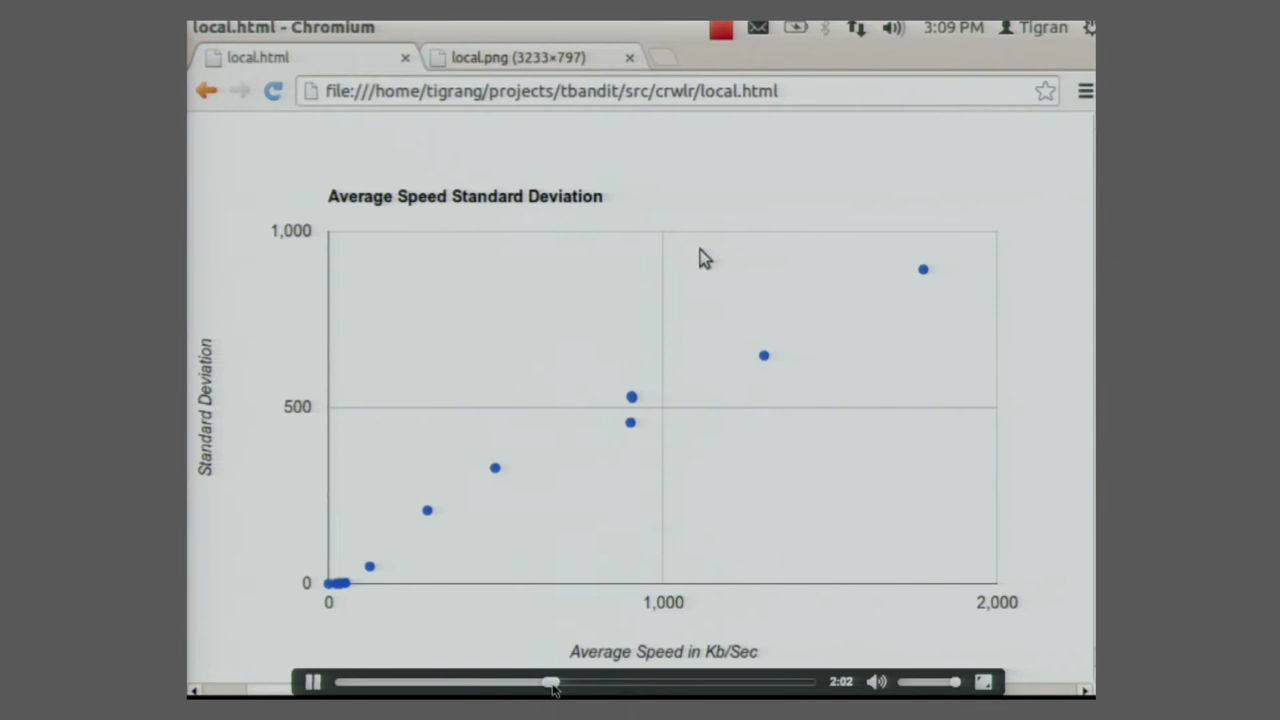 local.html - Chromium
3:09 PM Tigran
local.html
local.png (3233×797)
file:///home/tigrang/projects/tbandit/src/crwlr/local.html
Average Speed Standard Deviation
1,000
500
0
Standard Deviation
0 1,000 2,000
Average Speed in Kb/Sec
2:02